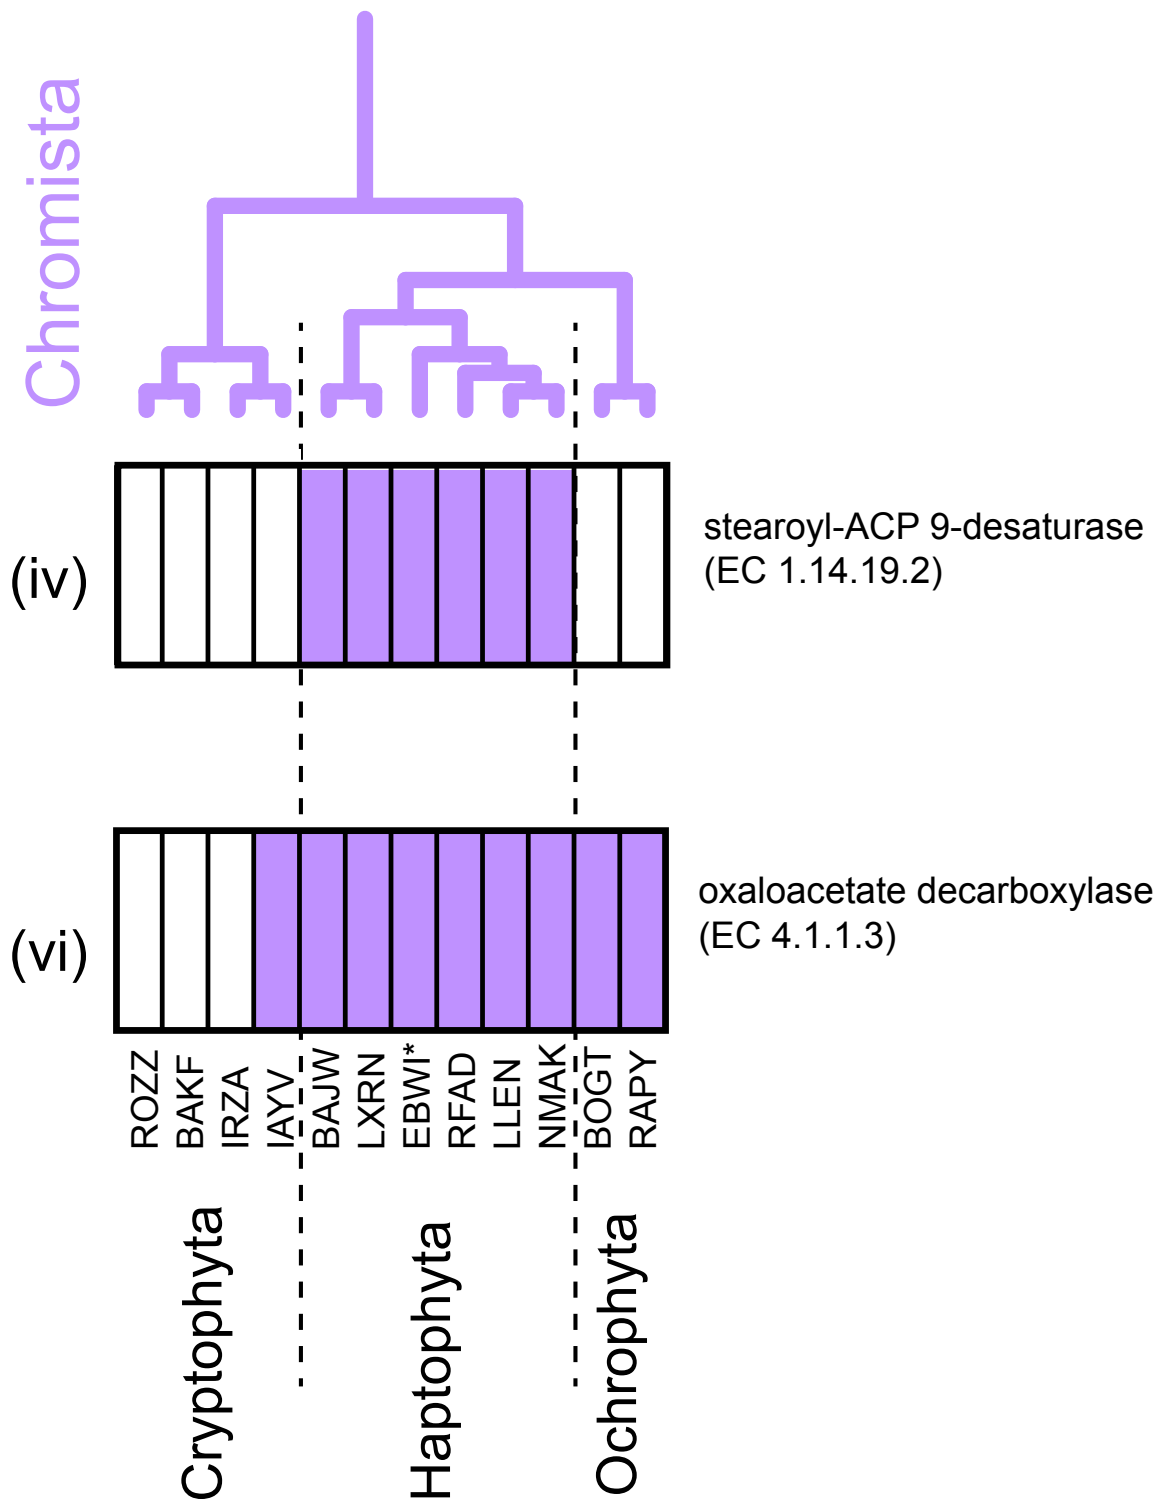 Chromista
(iv)
stearoyl-ACP 9-desaturase
(EC 1.14.19.2)
(vi)
oxaloacetate decarboxylase
(EC 4.1.1.3)
ROZZ
BAKF
IRZA
IAYV
BAJW
LXRN
EBWI*
RFAD
LLEN
NMAK
BOGT
RAPY
Cryptophyta
Haptophyta
Ochrophyta